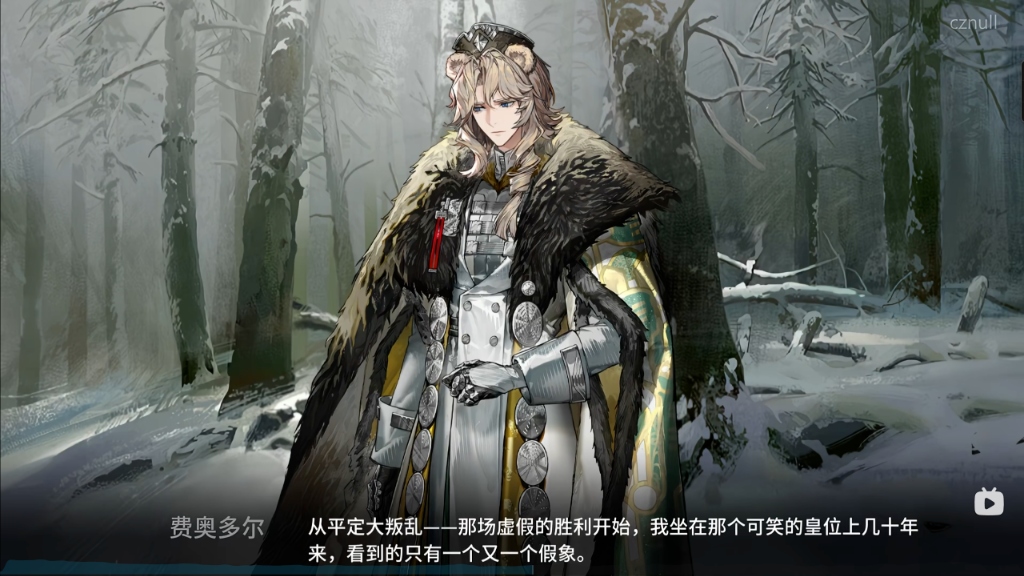 cznull
费奥多尔
从平定大叛乱——那场虚假的胜利开始，我坐在那个可笑的皇位上几十年
来，看到的只有一个又一个假象。